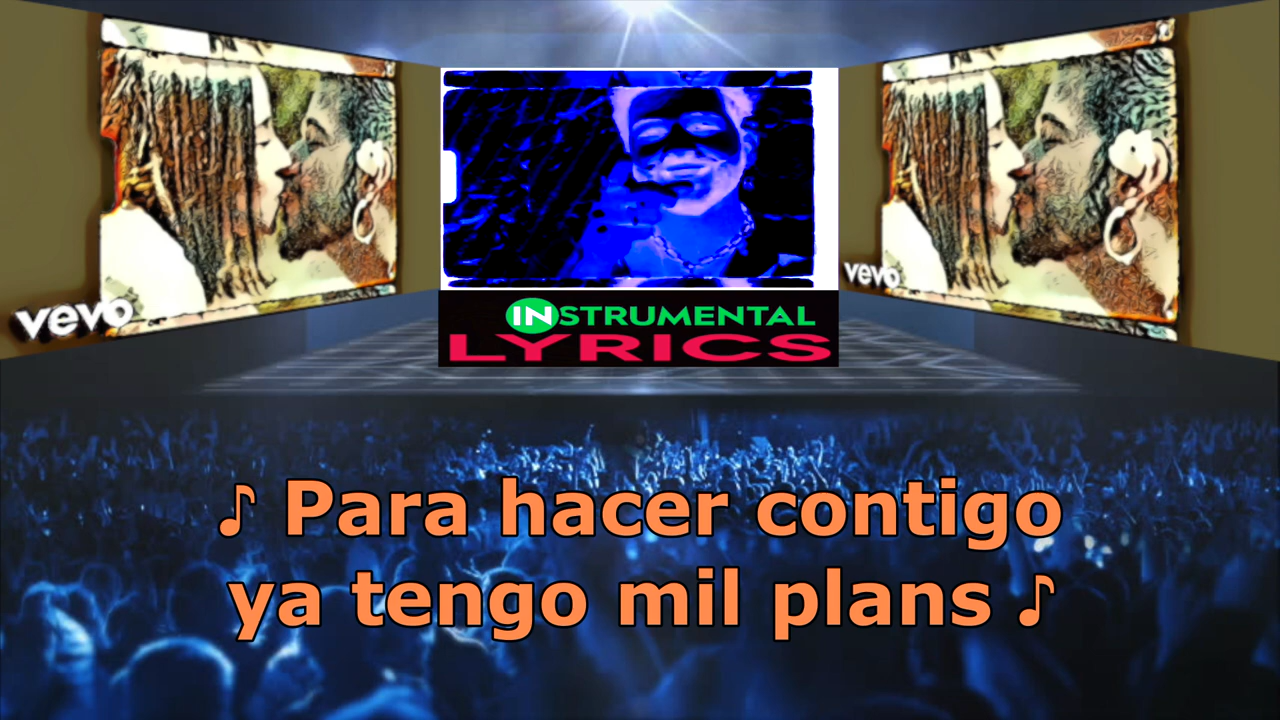 vevo
vevo
INSTRUMENTAL
LYRICS
♪ Para hacer contigo
ya tengo mil plans ♪